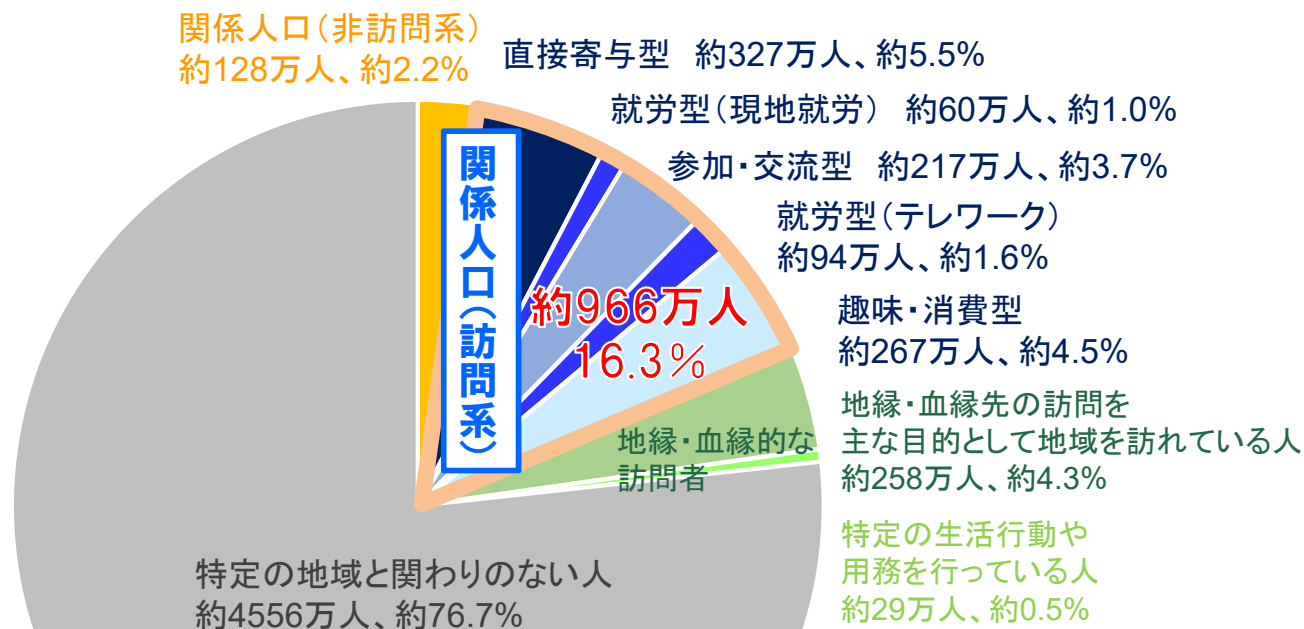 関係人口（非訪問系）
約128万人、約2.2%
直接寄与型　約327万人、約5.5%
就労型（現地就労）　約60万人、約1.0%
参加・交流型　約217万人、約3.7%
就労型（テレワーク）
約94万人、約1.6%
趣味・消費型
約267万人、約4.5%
関係人口（訪問系）
約966万人
16.3％
地縁・血縁的な
訪問者
地縁・血縁先の訪問を
主な目的として地域を訪れている人
約258万人、約4.3%
特定の生活行動や
用務を行っている人
約29万人、約0.5%
特定の地域と関わりのない人
約4556万人、約76.7%